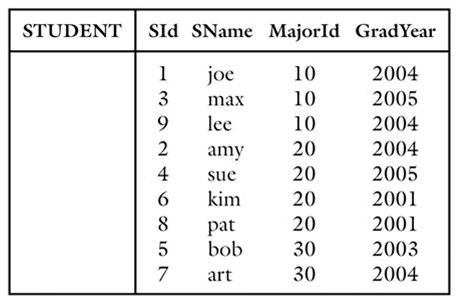 STUDENT SId SName MajorId GradYear
1 joe 10 2004
3 max 10 2005
9 lee 10 2004
2 amy 20 2004
4 sue 20 2005
6 kim 20 2001
8 pat 20 2001
5 bob 30 2003
7 art 30 2004